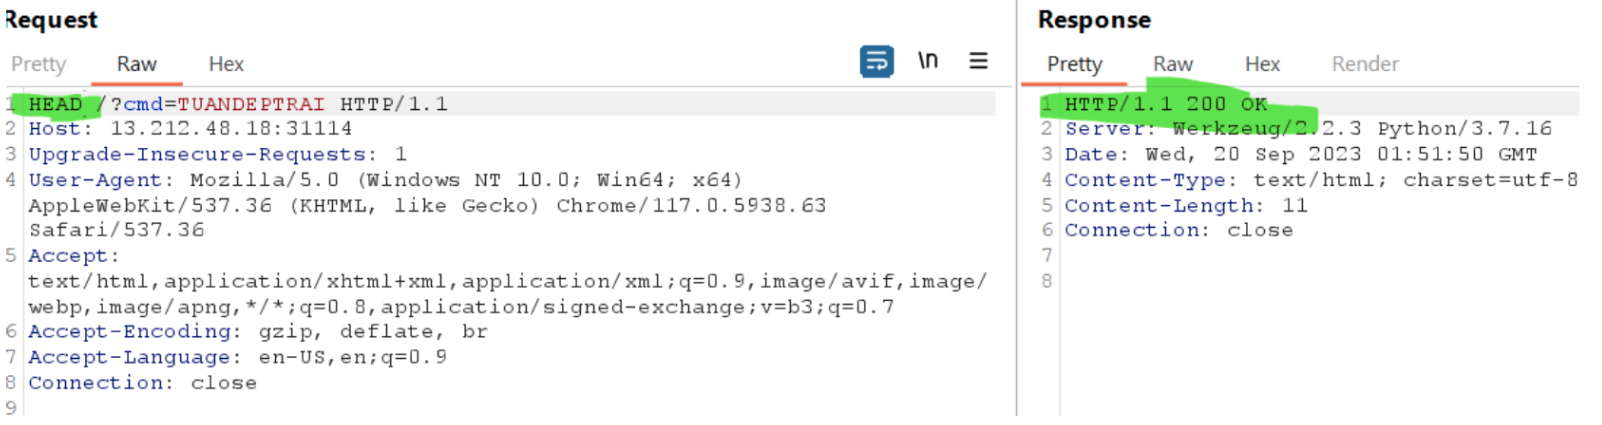 Request
Pretty Raw Hex \n
1 HEAD /?cmd=TUANDEPTRAI HTTP/1.1
2 Host: 13.212.48.18:31114
3 Upgrade-Insecure-Requests: 1
4 User-Agent: Mozilla/5.0 (Windows NT 10.0; Win64; x64)
AppleWebKit/537.36 (KHTML, like Gecko) Chrome/117.0.5938.63
Safari/537.36
5 Accept:
text/html,application/xhtml+xml,application/xml;q=0.9,image/avif,image/
webp,image/apng,*/*;q=0.8,application/signed-exchange;v=b3;q=0.7
6 Accept-Encoding: gzip, deflate, br
7 Accept-Language: en-US,en;q=0.9
8 Connection: close
9
Response
Pretty Raw Hex Render
1 HTTP/1.1 200 OK
2 Server: Werkzeug/2.2.3 Python/3.7.16
3 Date: Wed, 20 Sep 2023 01:51:50 GMT
4 Content-Type: text/html; charset=utf-8
5 Content-Length: 11
6 Connection: close
7
8